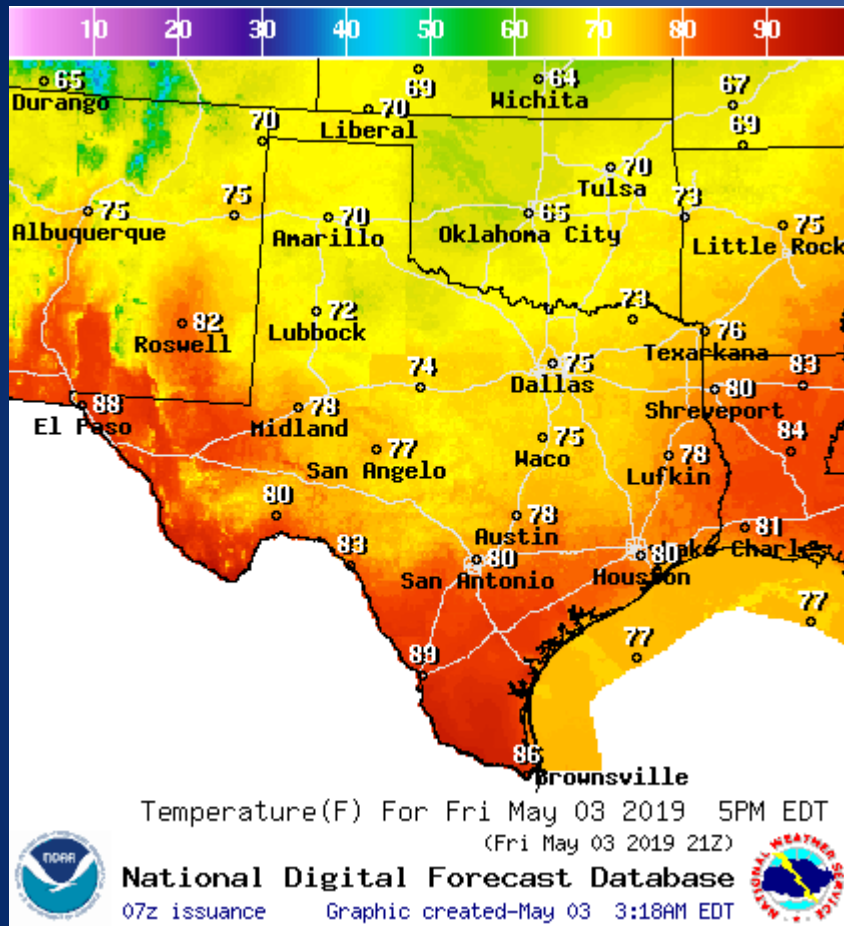 10 20 30 40 50 60 70 80 90
65
Durango
69
64
Wichita
67
70
Liberal
70
69
70
Tulsa
75
Albuquerque
75
70
Amarillo
65
Oklahoma City
73
75
Little Rock
82
Roswell
72
Lubbock
73
76
Texarkana
74
75
Dallas
83
80
Shreveport
88
El Paso
78
Midland
77
San Angelo
75
Waco
78
Lufkin
84
80
78
Austin
81
Lake Charles
83
80
San Antonio
80
Houston
77
77
89
86
Brownsville
Temperature(F) For Fri May 03 2019 5PM EDT
(Fri May 03 2019 21Z)
National Digital Forecast Database
07z issuance Graphic created-May 03 3:18AM EDT
NOAA
NATIONAL WEATHER SERVICE